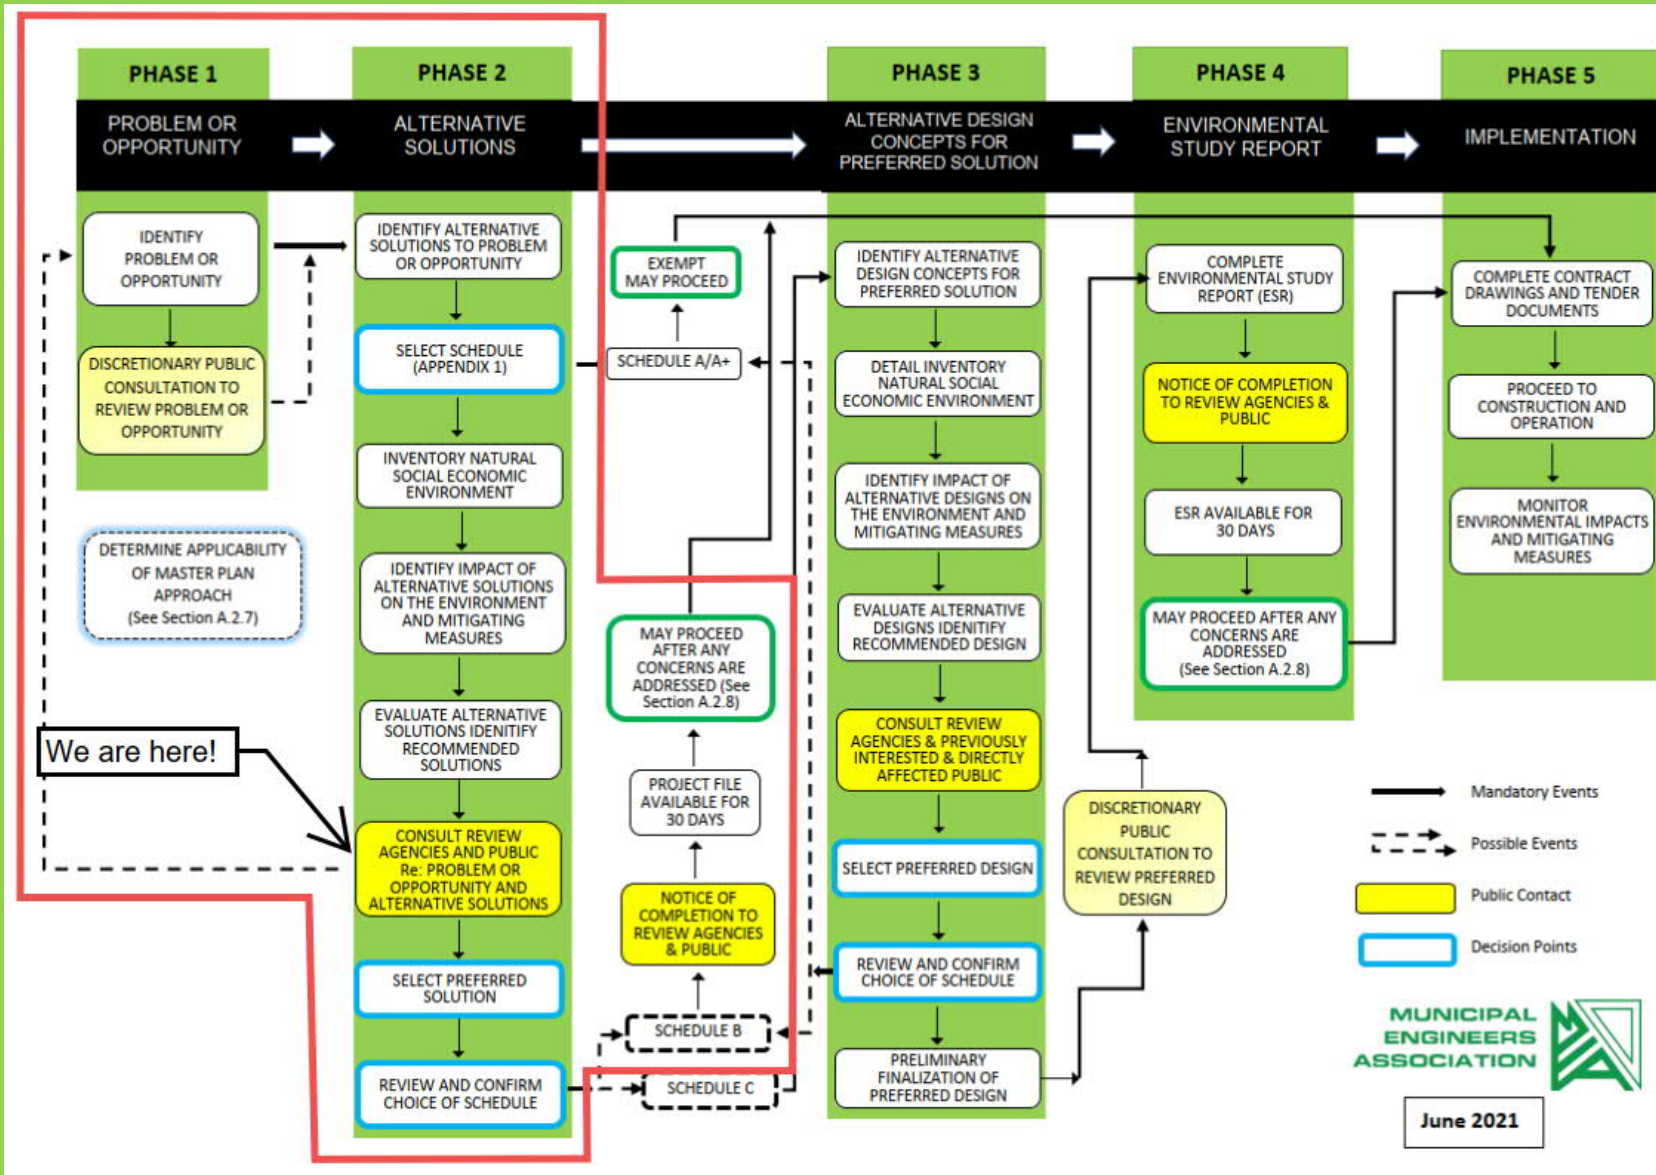 PHASE 1
PROBLEM OR
OPPORTUNITY
IDENTIFY
PROBLEM OR
OPPORTUNITY
DISCRETIONARY PUBLIC
CONSULTATION TO
REVIEW PROBLEM OR
OPPORTUNITY
DETERMINE APPLICABILITY
OF MASTER PLAN
APPROACH
(See Section A.2.7)
We are here!
PHASE 2
ALTERNATIVE
SOLUTIONS
IDENTIFY ALTERNATIVE
SOLUTIONS TO PROBLEM
OR OPPORTUNITY
SELECT SCHEDULE
(APPENDIX 1)
INVENTORY NATURAL
SOCIAL ECONOMIC
ENVIRONMENT
IDENTIFY IMPACT OF
ALTERNATIVE SOLUTIONS
ON THE ENVIRONMENT
AND MITIGATING
MEASURES
EVALUATE ALTERNATIVE
SOLUTIONS IDENITIFY
RECOMMENDED
SOLUTIONS
CONSULT REVIEW
AGENCIES AND PUBLIC
Re: PROBLEM OR
OPPORTUNITY AND
ALTERNATIVE SOLUTIONS
SELECT PREFERRED
SOLUTION
REVIEW AND CONFIRM
CHOICE OF SCHEDULE
EXEMPT
MAY PROCEED
SCHEDULE A/A+
MAY PROCEED
AFTER ANY
CONCERNS ARE
ADDRESSED (See
Section A.2.8)
PROJECT FILE
AVAILABLE FOR
30 DAYS
NOTICE OF
COMPLETION TO
REVIEW AGENCIES
& PUBLIC
SCHEDULE B
SCHEDULE C
PHASE 3
ALTERNATIVE DESIGN
CONCEPTS FOR
PREFERRED SOLUTION
IDENTIFY ALTERNATIVE
DESIGN CONCEPTS FOR
PREFERRED SOLUTION
DETAIL INVENTORY
NATURAL SOCIAL
ECONOMIC ENVIRONMENT
IDENTIFY IMPACT OF
ALTERNATIVE DESIGNS ON
THE ENVIRONMENT AND
MITIGATING MEASURES
EVALUATE ALTERNATIVE
DESIGNS IDENITIFY
RECOMMENDED DESIGN
CONSULT REVIEW
AGENCIES & PREVIOUSLY
INTERESTED & DIRECTLY
AFFECTED PUBLIC
SELECT PREFERRED DESIGN
REVIEW AND CONFIRM
CHOICE OF SCHEDULE
PRELIMINARY
FINALIZATION OF
PREFERRED DESIGN
PHASE 4
ENVIRONMENTAL
STUDY REPORT
COMPLETE
ENVIRONMENTAL STUDY
REPORT (ESR)
NOTICE OF COMPLETION
TO REVIEW AGENCIES &
PUBLIC
ESR AVAILABLE FOR
30 DAYS
MAY PROCEED AFTER ANY
CONCERNS ARE
ADDRESSED
(See Section A.2.8)
DISCRETIONARY
PUBLIC
CONSULTATION TO
REVIEW PREFERRED
DESIGN
PHASE 5
IMPLEMENTATION
COMPLETE CONTRACT
DRAWINGS AND TENDER
DOCUMENTS
PROCEED TO
CONSTRUCTION AND
OPERATION
MONITOR
ENVIRONMENTAL IMPACTS
AND MITIGATING
MEASURES
Mandatory Events
Possible Events
Public Contact
Decision Points
MUNICIPAL
ENGINEERS
ASSOCIATION
June 2021